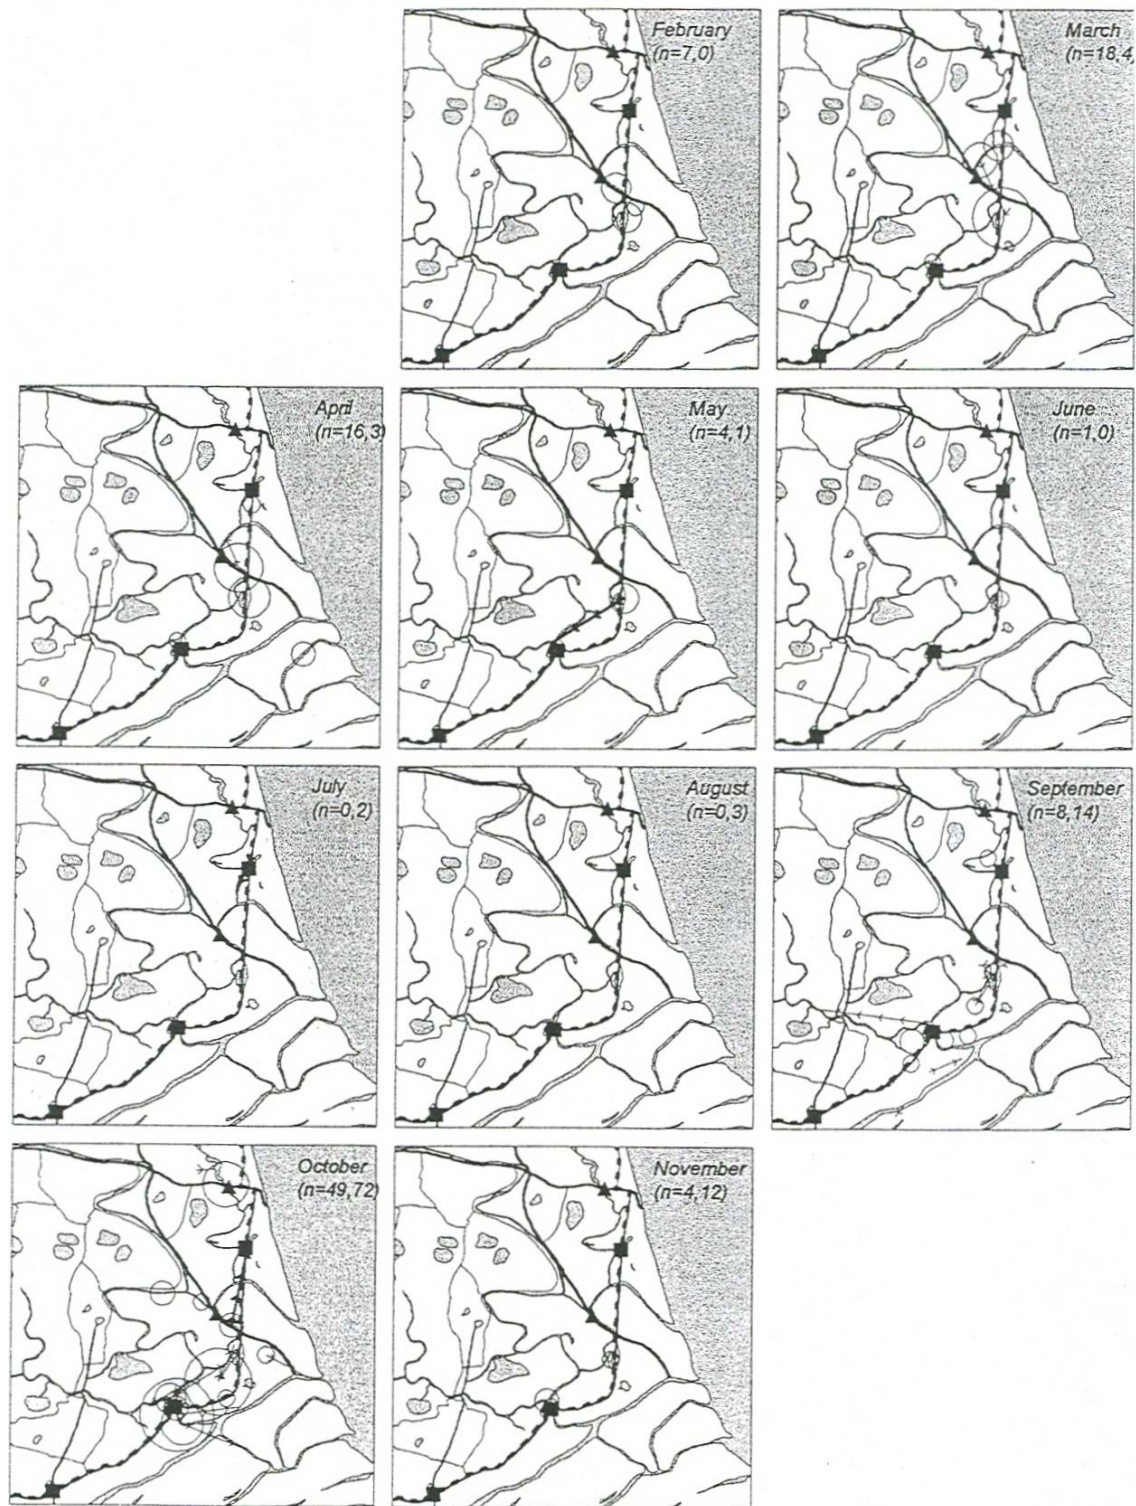 February
(n=7,0)
March
(n=18,4
April
(n=16,3)
May
(n=4,1)
June
(n=1,0)
July
(n=0,2)
August
(n=0,3)
September
(n=8,14)
October
(n=49,72)
November
(n=4,12)